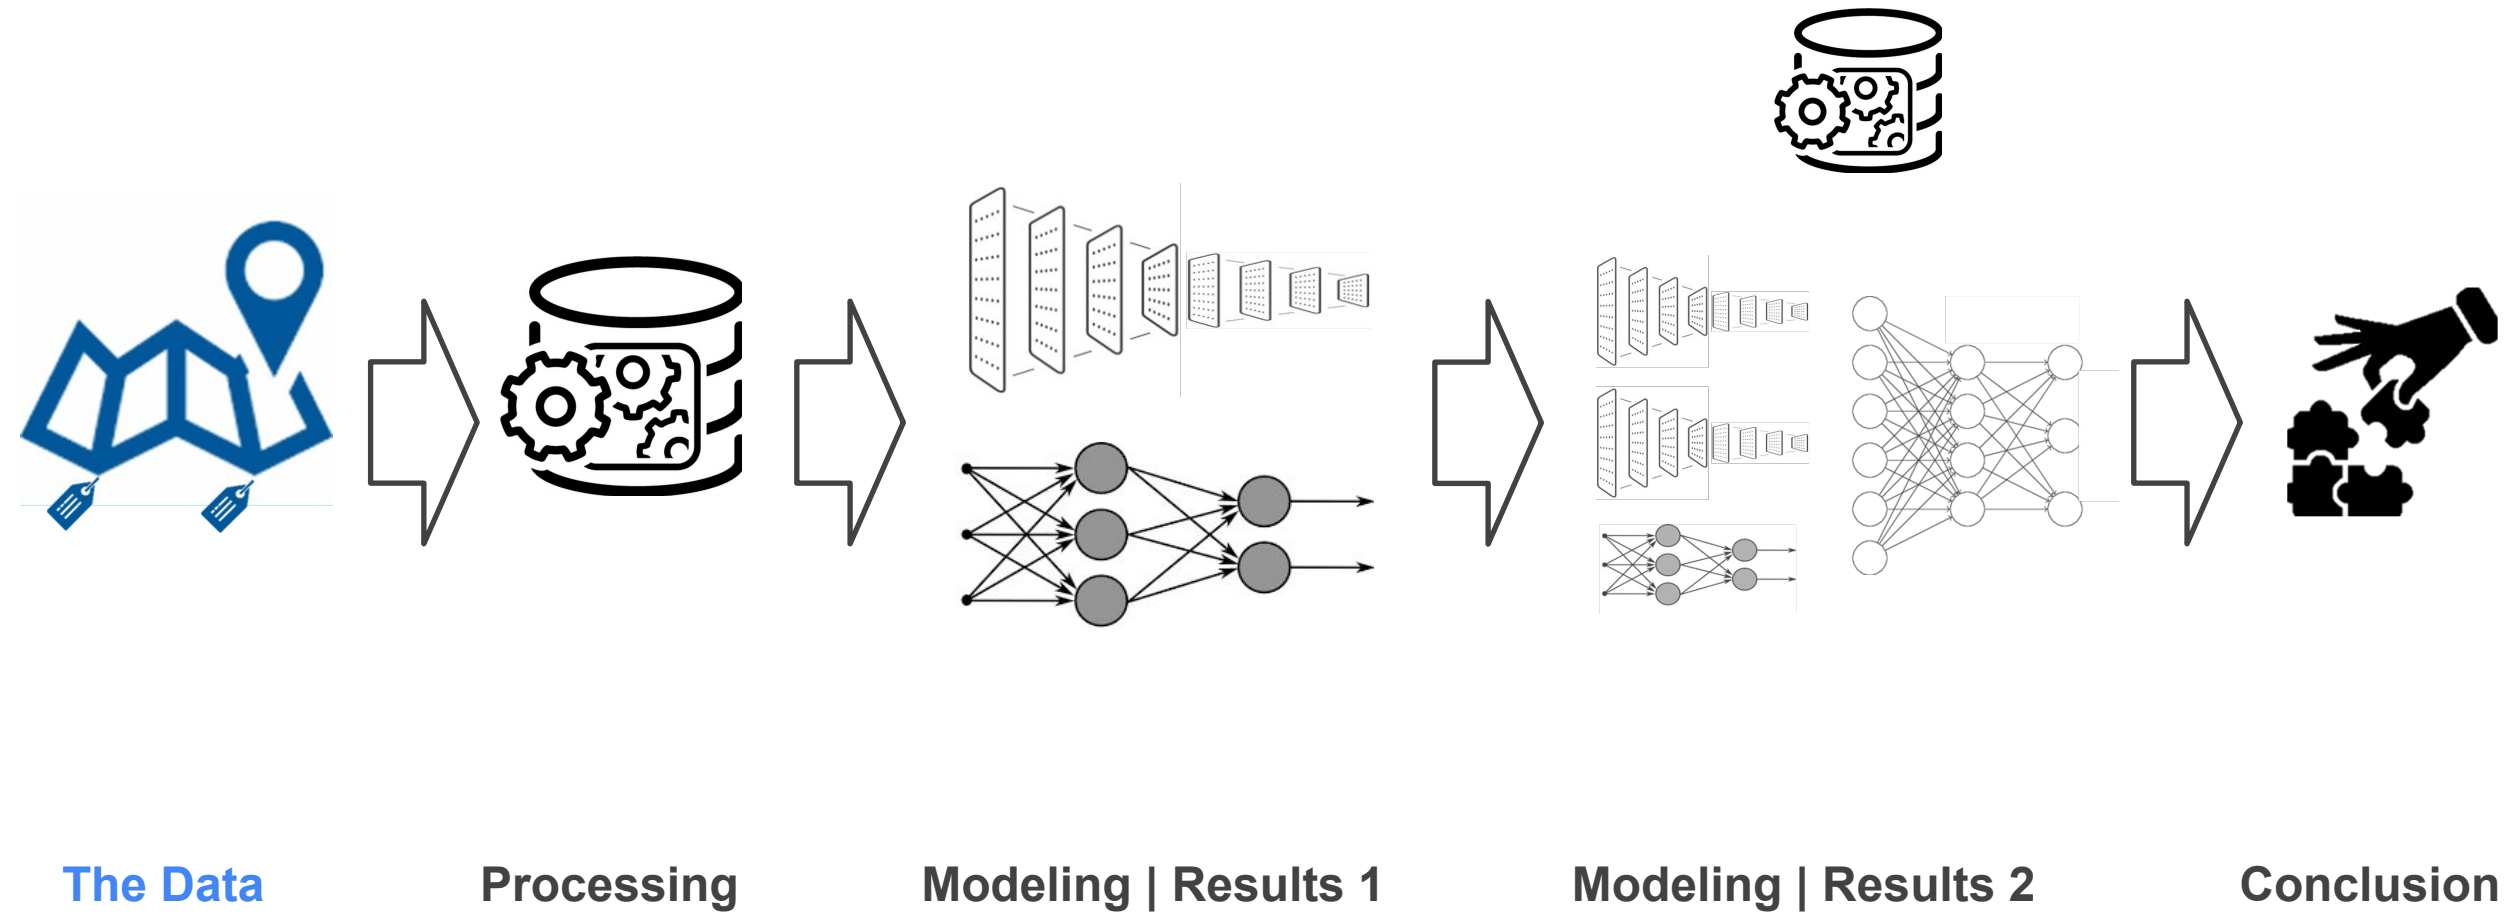 The Data
Processing
Modeling | Results 1
Modeling | Results 2
Conclusion